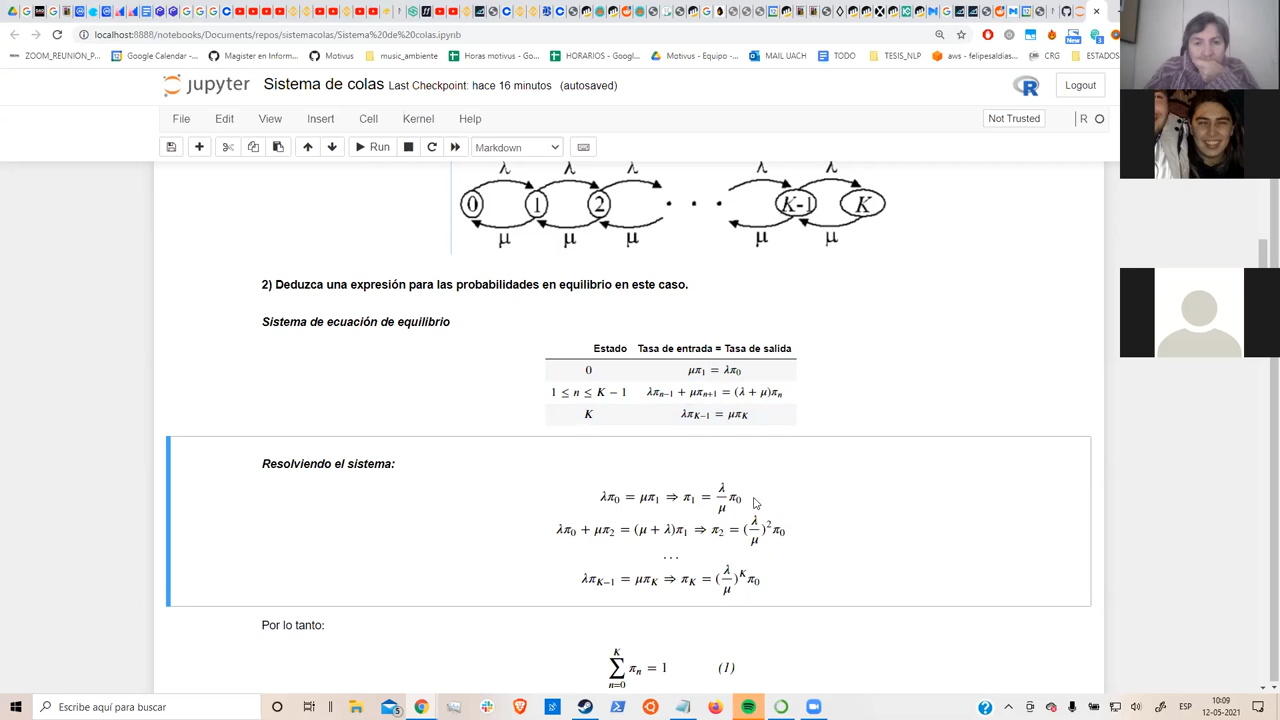 localhost:8888/notebooks/Documents/repos/sistemacolas/Sistema%20de%20colas.ipynb
ZOOM_REUNION_P... Google Calendar Magister en Inform... Motivus munstambiente Horas motivus - Go... HORARIOS - Googl... Motivus - Equipo -... MAIL UACH TODO TESIS_NLP aws - felipesaldias... CRG ESTADOS
jupyter Sistema de colas Last Checkpoint: hace 16 minutos (autosaved) Logout
File Edit View Insert Cell Kernel Help Not Trusted R
Run Markdown
λ λ λ λ λ
0 1 2 . . . K-1 K
μ μ μ μ μ
2) Deduzca una expresión para las probabilidades en equilibrio en este caso.
Sistema de ecuación de equilibrio
Estado Tasa de entrada = Tasa de salida
0 μπ₁ = λπ₀
1 ≤ n ≤ K − 1 λπₙ₋₁ + μπₙ₊₁ = (λ + μ)πₙ
K λπ_{K−1} = μπ_K
Resolviendo el sistema:
λπ₀ = μπ₁ ⇒ π₁ = λ/μ π₀
λπ₀ + μπ₂ = (μ + λ)π₁ ⇒ π₂ = (λ/μ)²π₀
...
λπ_{K−1} = μπ_K ⇒ π_K = (λ/μ)^K π₀
Por lo tanto:
∑_{n=0}^{K} πₙ = 1 (1)
Escribe aquí para buscar
ESP
10:09
12-05-2021